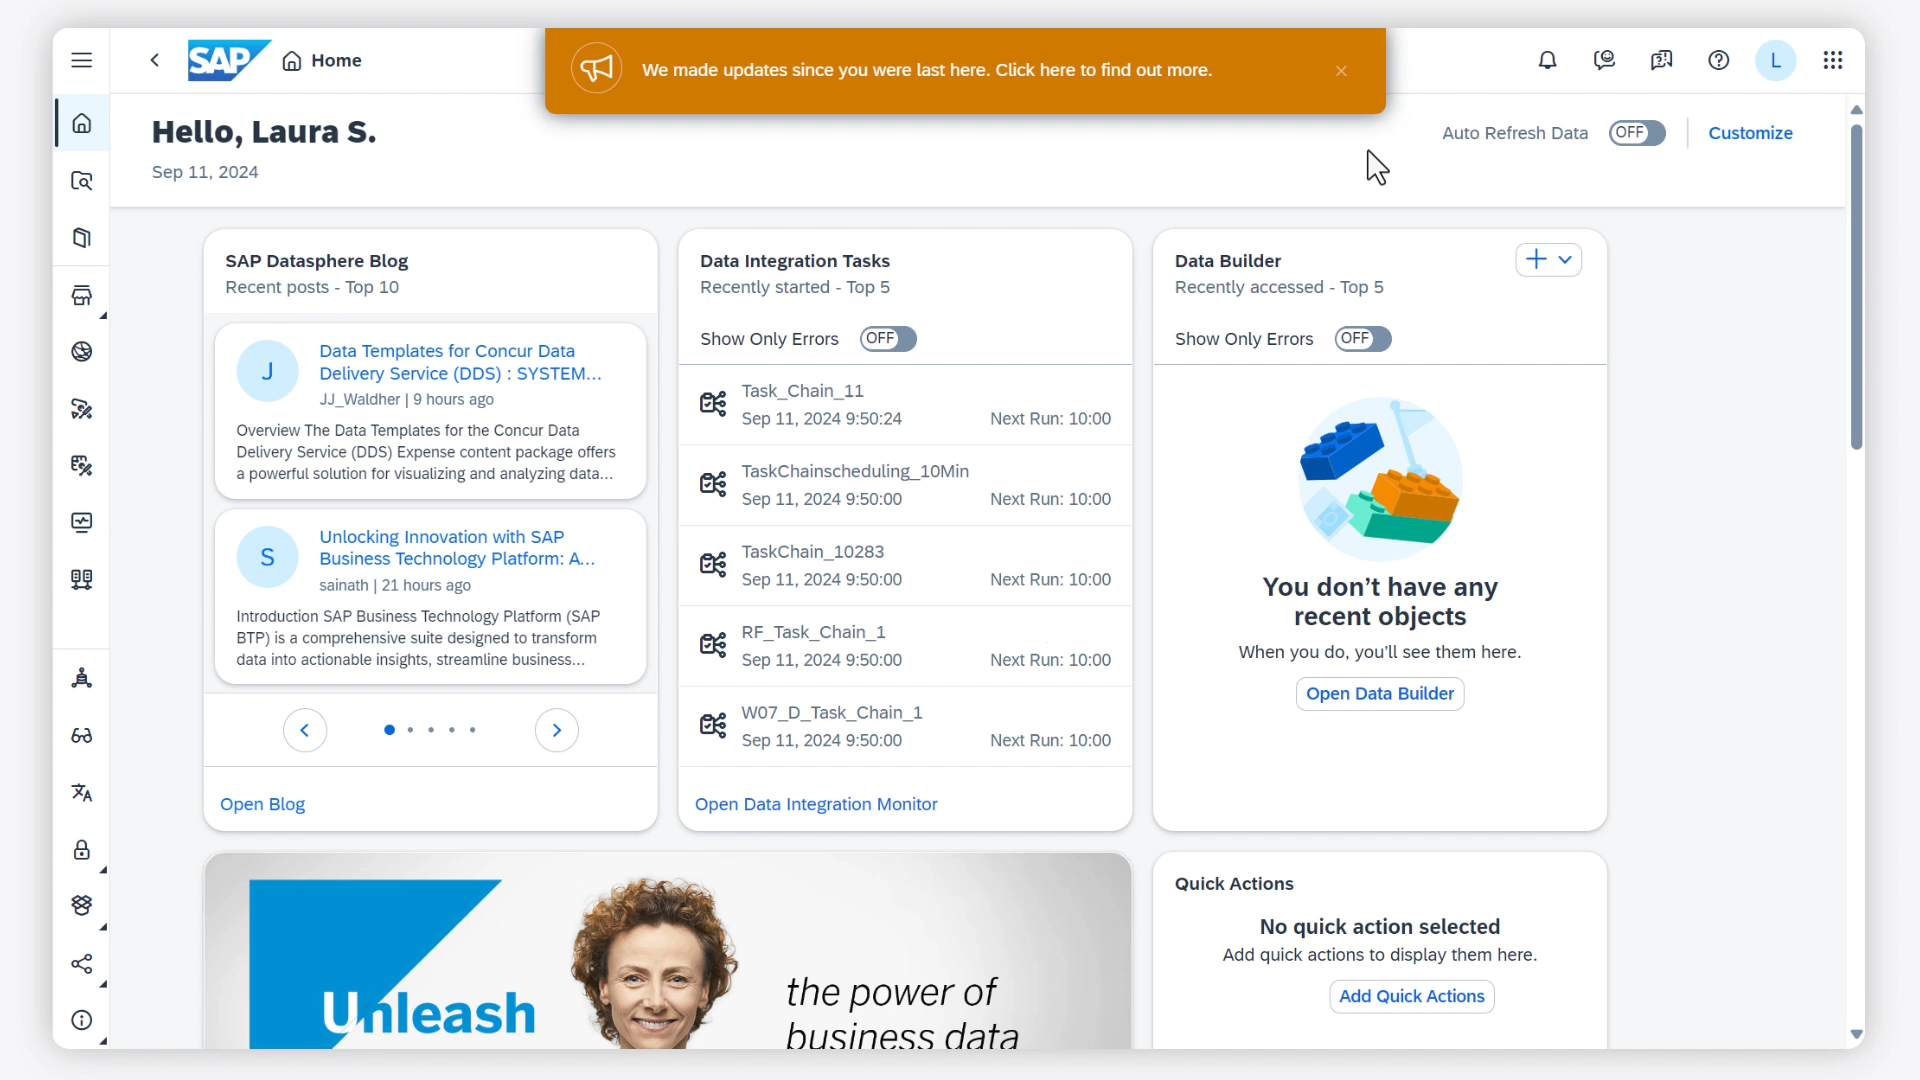 SAP
Home
We made updates since you were last here. Click here to find out more.
L
Hello, Laura S.
Sep 11, 2024
Auto Refresh Data
OFF
Customize
SAP Datasphere Blog
Recent posts - Top 10
J
Data Templates for Concur Data
Delivery Service (DDS) : SYSTEM...
JJ_Waldher | 9 hours ago
Overview The Data Templates for the Concur Data
Delivery Service (DDS) Expense content package offers
a powerful solution for visualizing and analyzing data...
S
Unlocking Innovation with SAP
Business Technology Platform: A...
sainath | 21 hours ago
Introduction SAP Business Technology Platform (SAP
BTP) is a comprehensive suite designed to transform
data into actionable insights, streamline business...
Open Blog
Data Integration Tasks
Recently started - Top 5
Show Only Errors OFF
Task_Chain_11
Sep 11, 2024 9:50:24 Next Run: 10:00
TaskChainscheduling_10Min
Sep 11, 2024 9:50:00 Next Run: 10:00
TaskChain_10283
Sep 11, 2024 9:50:00 Next Run: 10:00
RF_Task_Chain_1
Sep 11, 2024 9:50:00 Next Run: 10:00
W07_D_Task_Chain_1
Sep 11, 2024 9:50:00 Next Run: 10:00
Open Data Integration Monitor
Data Builder
Recently accessed - Top 5
Show Only Errors OFF
You don’t have any
recent objects
When you do, you'll see them here.
Open Data Builder
Unleash
the power of
business data
Quick Actions
No quick action selected
Add quick actions to display them here.
Add Quick Actions